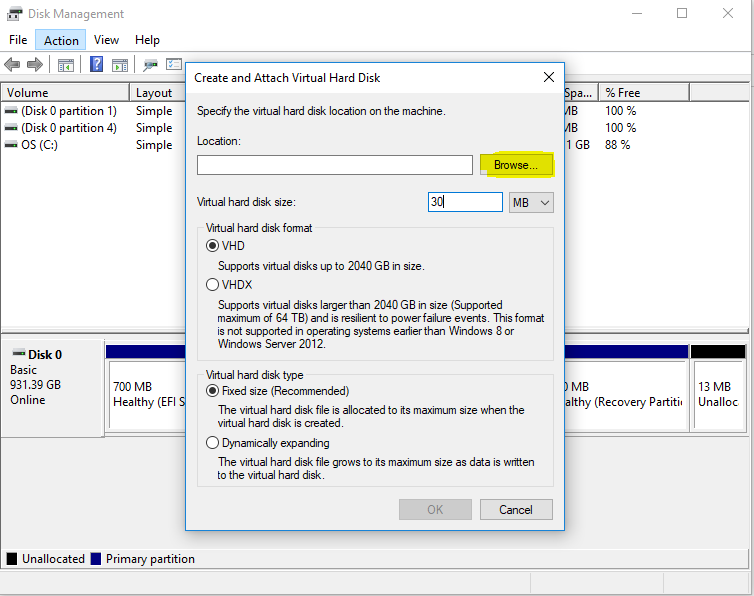 Disk Management
File Action View Help
Create and Attach Virtual Hard Disk
Volume Layout Spa... % Free
(Disk 0 partition 1) Simple MB 100 %
(Disk 0 partition 4) Simple MB 100 %
OS (C:) Simple 1 GB 88 %
Specify the virtual hard disk location on the machine.
Location:
Browse...
Virtual hard disk size: 30 MB
Virtual hard disk format
VHD
Supports virtual disks up to 2040 GB in size.
VHDX
Supports virtual disks larger than 2040 GB in size (Supported
maximum of 64 TB) and is resilient to power failure events. This format
is not supported in operating systems earlier than Windows 8 or
Windows Server 2012.
Virtual hard disk type
Fixed size (Recommended)
The virtual hard disk file is allocated to its maximum size when the
virtual hard disk is created.
Dynamically expanding
The virtual hard disk file grows to its maximum size as data is written
to the virtual hard disk.
OK Cancel
Disk 0
Basic
931.39 GB
Online
700 MB
Healthy (EFI S
0 MB
althy (Recovery Partiti
13 MB
Unalloc
Unallocated Primary partition